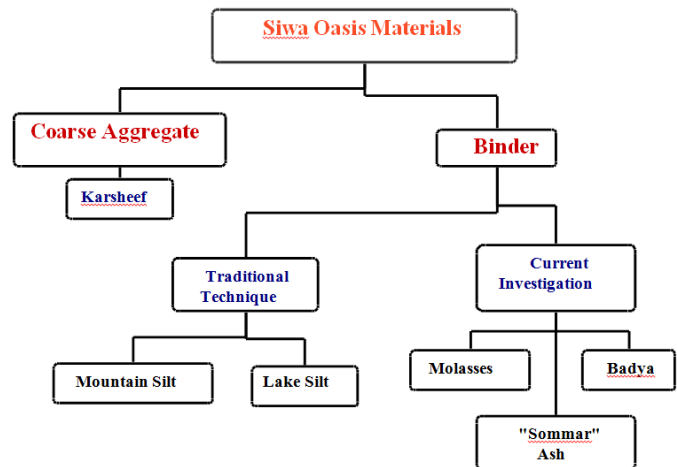 Siwa Oasis Materials
Coarse Aggregate
Binder
Karsheef
Traditional
Technique
Current
Investigation
Mountain Silt
Lake Silt
Molasses
Badya
"Sommar"
Ash